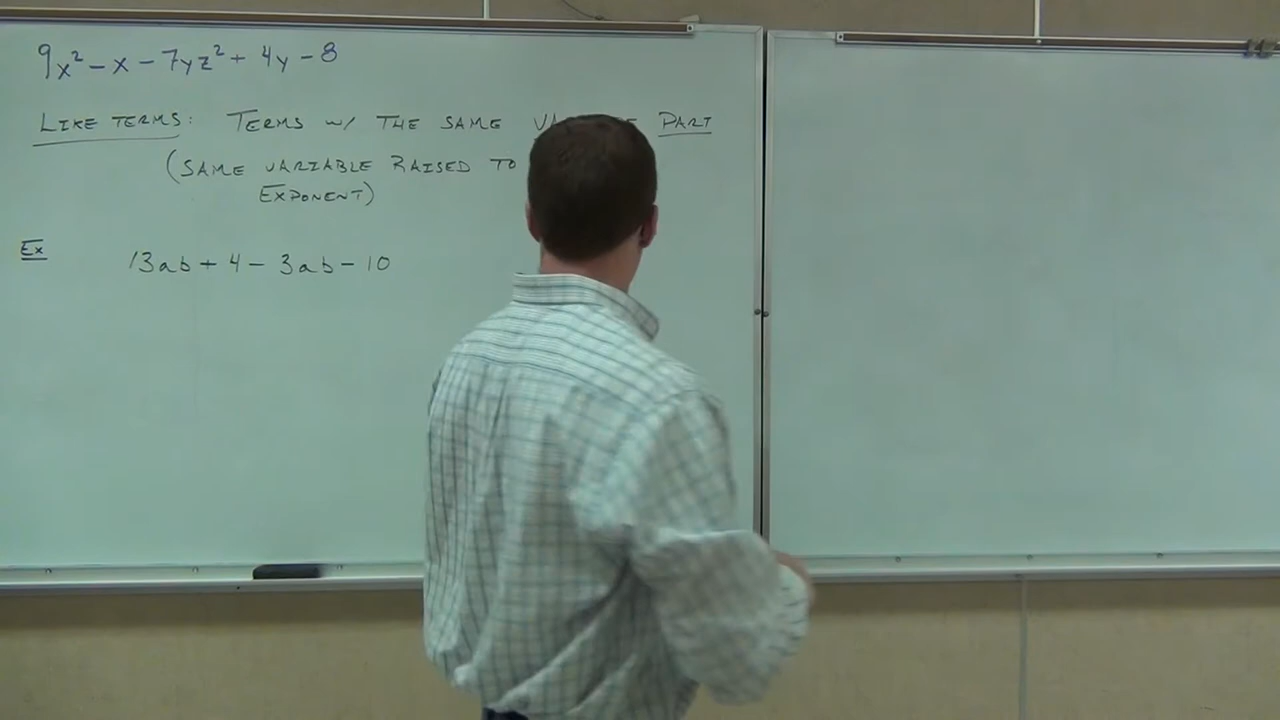 9x² - x - 7yz² + 4y - 8
LIKE TERMS: TERMS W/ THE SAME PART
(SAME VARIABLE RAISED TO
EXPONENT)
Ex 13ab + 4 - 3ab - 10